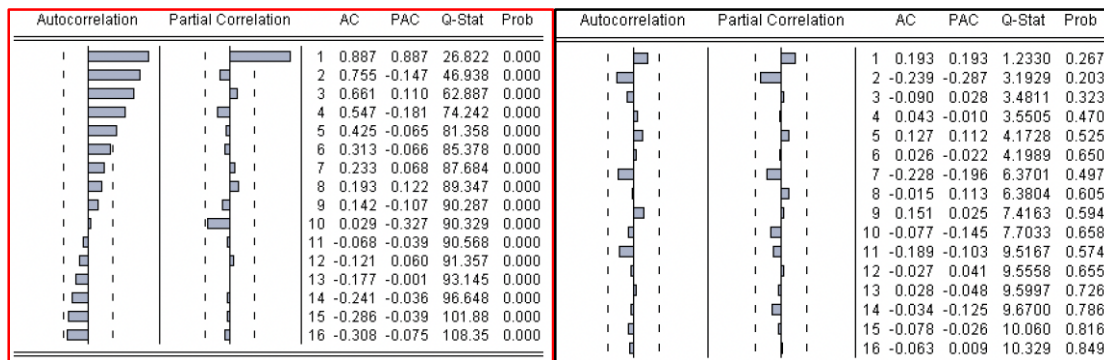 Autocorrelation Partial Correlation AC PAC Q-Stat Prob
1 0.887 0.887 26.822 0.000
2 0.755 -0.147 46.938 0.000
3 0.661 0.110 62.887 0.000
4 0.547 -0.181 74.242 0.000
5 0.425 -0.065 81.358 0.000
6 0.313 -0.066 85.378 0.000
7 0.233 0.068 87.684 0.000
8 0.193 0.122 89.347 0.000
9 0.142 -0.107 90.287 0.000
10 0.029 -0.327 90.329 0.000
11 -0.068 -0.039 90.568 0.000
12 -0.121 0.060 91.357 0.000
13 -0.177 -0.001 93.145 0.000
14 -0.241 -0.036 96.648 0.000
15 -0.286 -0.039 101.88 0.000
16 -0.308 -0.075 108.35 0.000
Autocorrelation Partial Correlation AC PAC Q-Stat Prob
1 0.193 0.193 1.2330 0.267
2 -0.239 -0.287 3.1929 0.203
3 -0.090 0.028 3.4811 0.323
4 0.043 -0.010 3.5505 0.470
5 0.127 0.112 4.1728 0.525
6 0.026 -0.022 4.1989 0.650
7 -0.228 -0.196 6.3701 0.497
8 -0.015 0.113 6.3804 0.605
9 0.151 0.025 7.4163 0.594
10 -0.077 -0.145 7.7033 0.658
11 -0.189 -0.103 9.5167 0.574
12 -0.027 0.041 9.5558 0.655
13 0.028 -0.048 9.5997 0.726
14 -0.034 -0.125 9.6700 0.786
15 -0.078 -0.026 10.060 0.816
16 -0.063 0.009 10.329 0.849